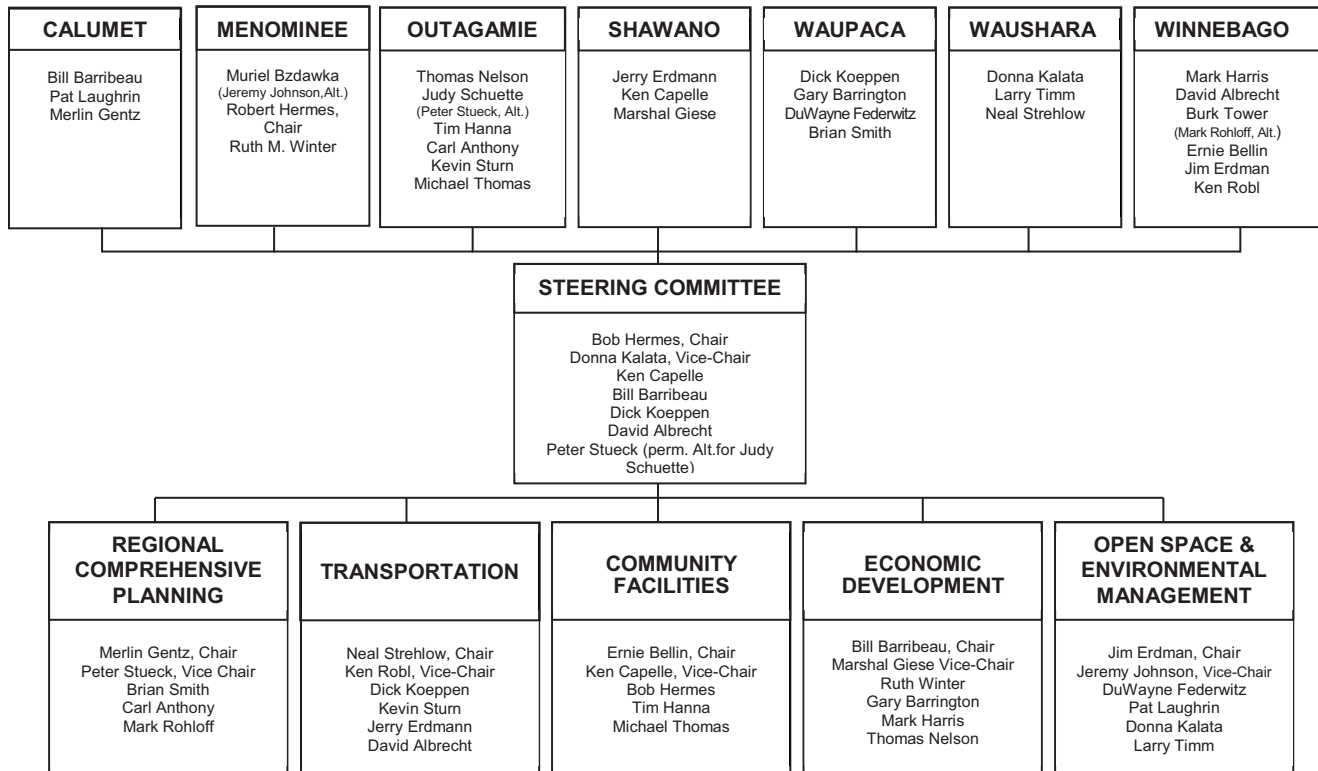 CALUMET
Bill Barribeau
Pat Laughrin
Merlin Gentz
MENOMINEE
Muriel Bzdawka
(Jeremy Johnson,Alt.)
Robert Hermes,
Chair
Ruth M. Winter
OUTAGAMIE
Thomas Nelson
Judy Schuette
(Peter Stueck, Alt.)
Tim Hanna
Carl Anthony
Kevin Sturn
Michael Thomas
SHAWANO
Jerry Erdmann
Ken Capelle
Marshal Giese
WAUPACA
Dick Koeppen
Gary Barrington
DuWayne Federwitz
Brian Smith
WAUSHARA
Donna Kalata
Larry Timm
Neal Strehlow
WINNEBAGO
Mark Harris
David Albrecht
Burk Tower
(Mark Rohloff, Alt.)
Ernie Bellin
Jim Erdman
Ken Robl
STEERING COMMITTEE
Bob Hermes, Chair
Donna Kalata, Vice-Chair
Ken Capelle
Bill Barribeau
Dick Koeppen
David Albrecht
Peter Stueck (perm. Alt.for Judy
Schuette)
REGIONAL
COMPREHENSIVE
PLANNING
Merlin Gentz, Chair
Peter Stueck, Vice Chair
Brian Smith
Carl Anthony
Mark Rohloff
TRANSPORTATION
Neal Strehlow, Chair
Ken Robl, Vice-Chair
Dick Koeppen
Kevin Sturn
Jerry Erdmann
David Albrecht
COMMUNITY
FACILITIES
Ernie Bellin, Chair
Ken Capelle, Vice-Chair
Bob Hermes
Tim Hanna
Michael Thomas
ECONOMIC
DEVELOPMENT
Bill Barribeau, Chair
Marshal Giese Vice-Chair
Ruth Winter
Gary Barrington
Mark Harris
Thomas Nelson
OPEN SPACE &
ENVIRONMENTAL
MANAGEMENT
Jim Erdman, Chair
Jeremy Johnson, Vice-Chair
DuWayne Federwitz
Pat Laughrin
Donna Kalata
Larry Timm